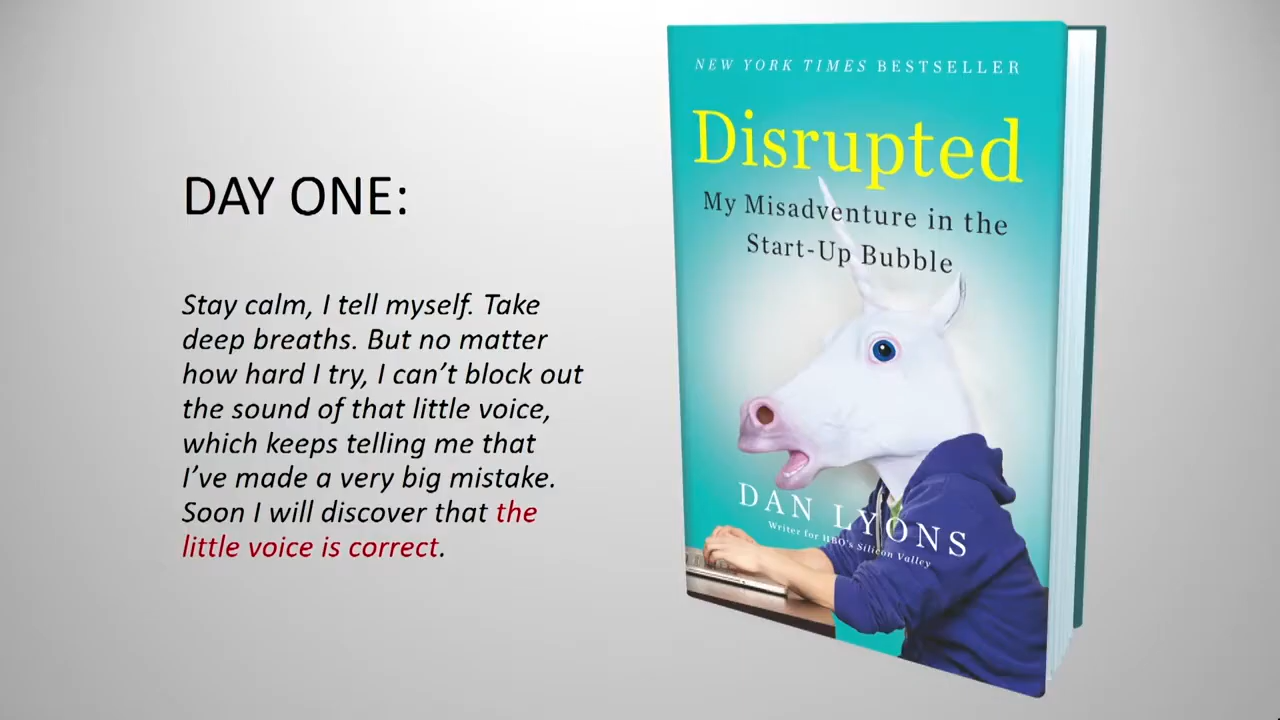 DAY ONE:
Stay calm, I tell myself. Take
deep breaths. But no matter
how hard I try, I can’t block out
the sound of that little voice,
which keeps telling me that
I’ve made a very big mistake.
Soon I will discover that the
little voice is correct.
NEW YORK TIMES BESTSELLER
Disrupted
My Misadventure in the
Start-Up Bubble
DAN LYONS
Writer for HBO's Silicon Valley